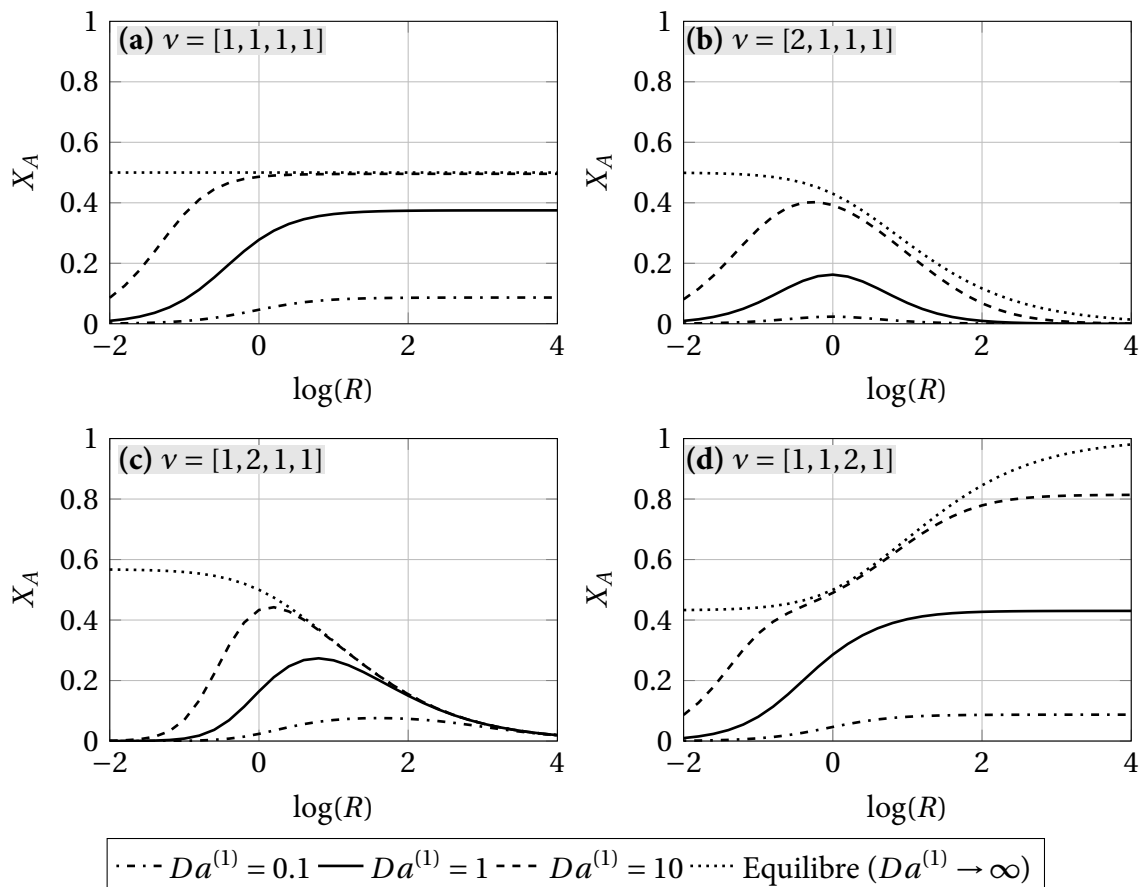 (a) ν = [1, 1, 1, 1]
1
0.8
0.6
0.4
0.2
0
X_A
−2 0 2 4
log(R)
(b) ν = [2, 1, 1, 1]
1
0.8
0.6
0.4
0.2
0
X_A
−2 0 2 4
log(R)
(c) ν = [1, 2, 1, 1]
1
0.8
0.6
0.4
0.2
0
X_A
−2 0 2 4
log(R)
(d) ν = [1, 1, 2, 1]
1
0.8
0.6
0.4
0.2
0
X_A
−2 0 2 4
log(R)
Da^(1) = 0.1 Da^(1) = 1 Da^(1) = 10 Equilibre (Da^(1) → ∞)